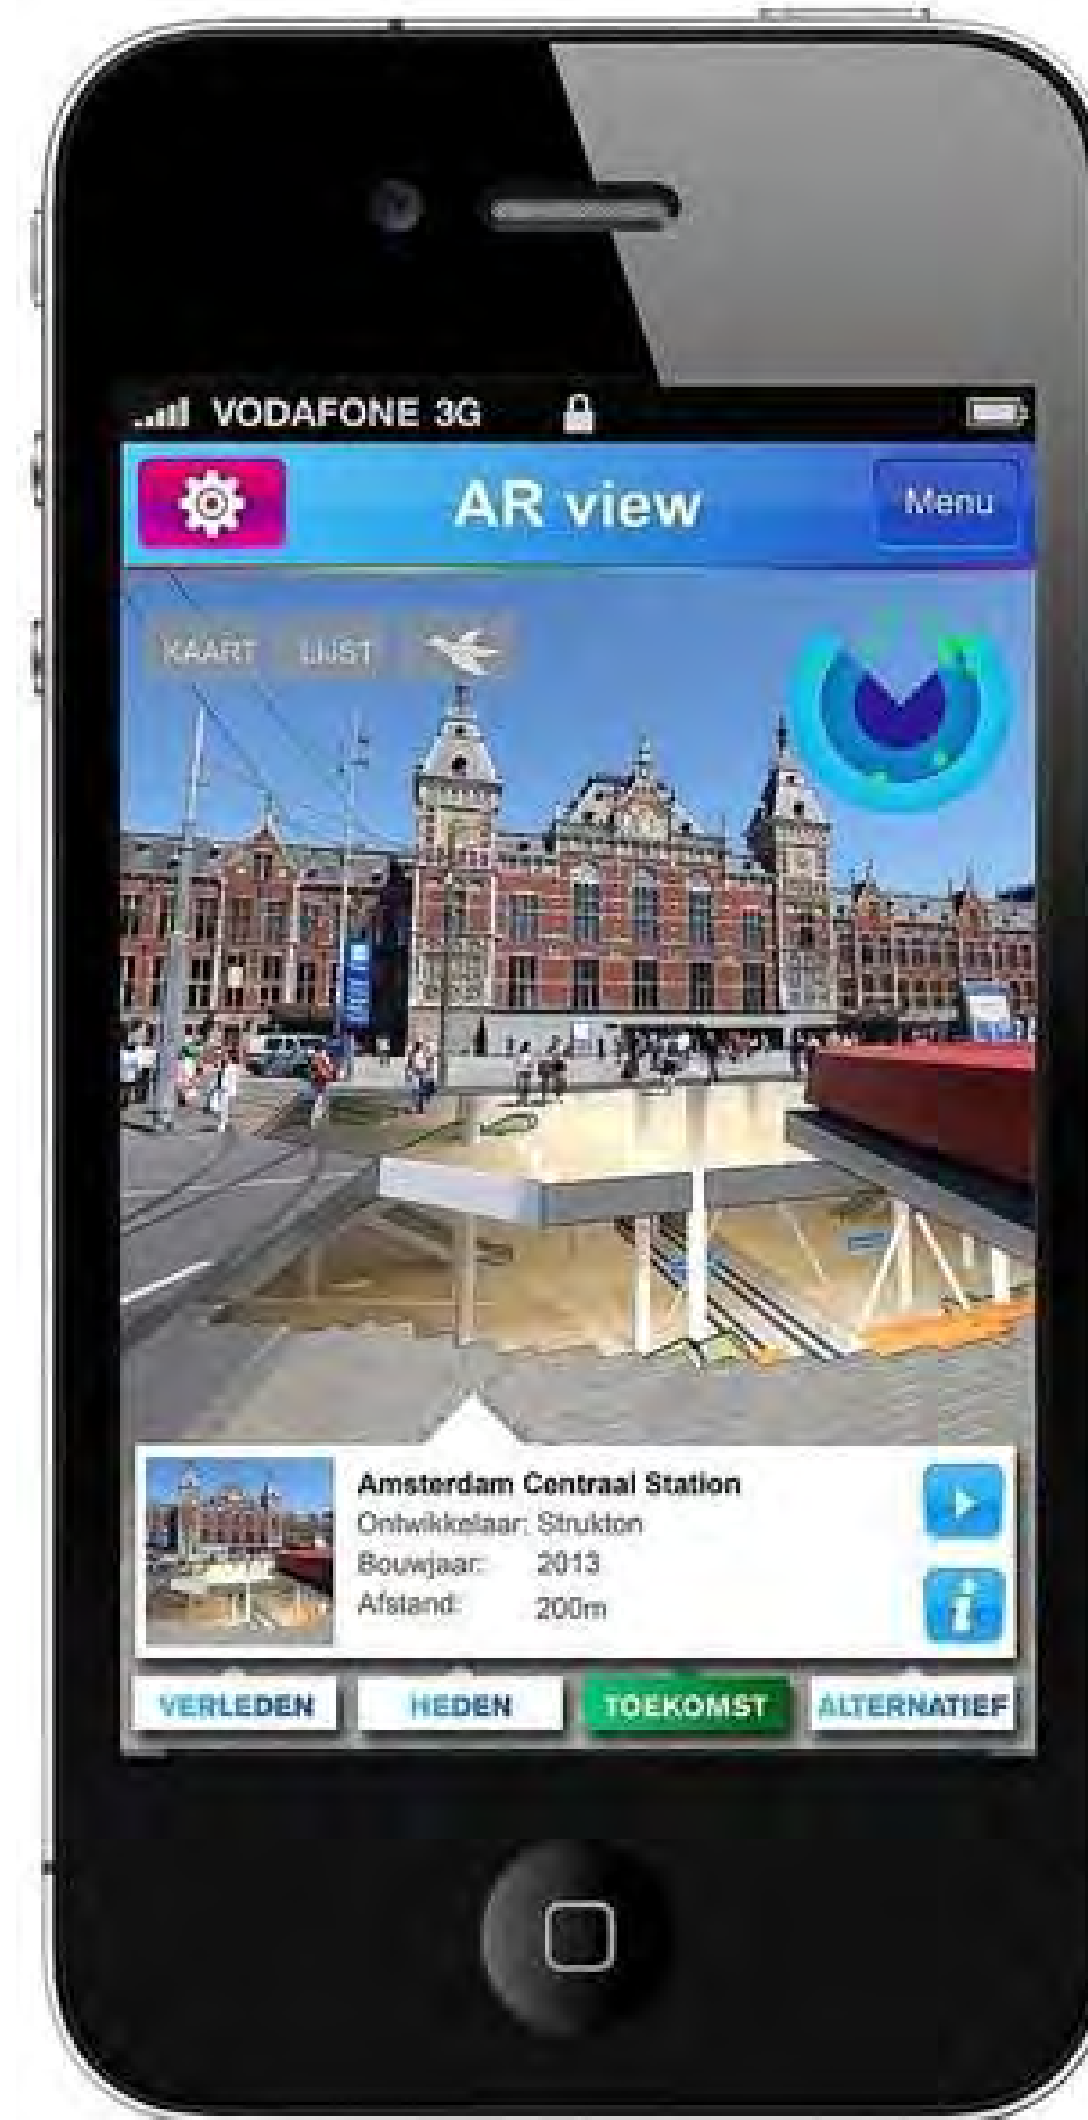 VODAFONE 3G
AR view
Menu
KAART LIJST
Amsterdam Centraal Station
Ontwikkelaar: Strukton
Bouwjaar: 2013
Afstand: 200m
VERLEDEN HEDEN TOEKOMST ALTERNATIEF